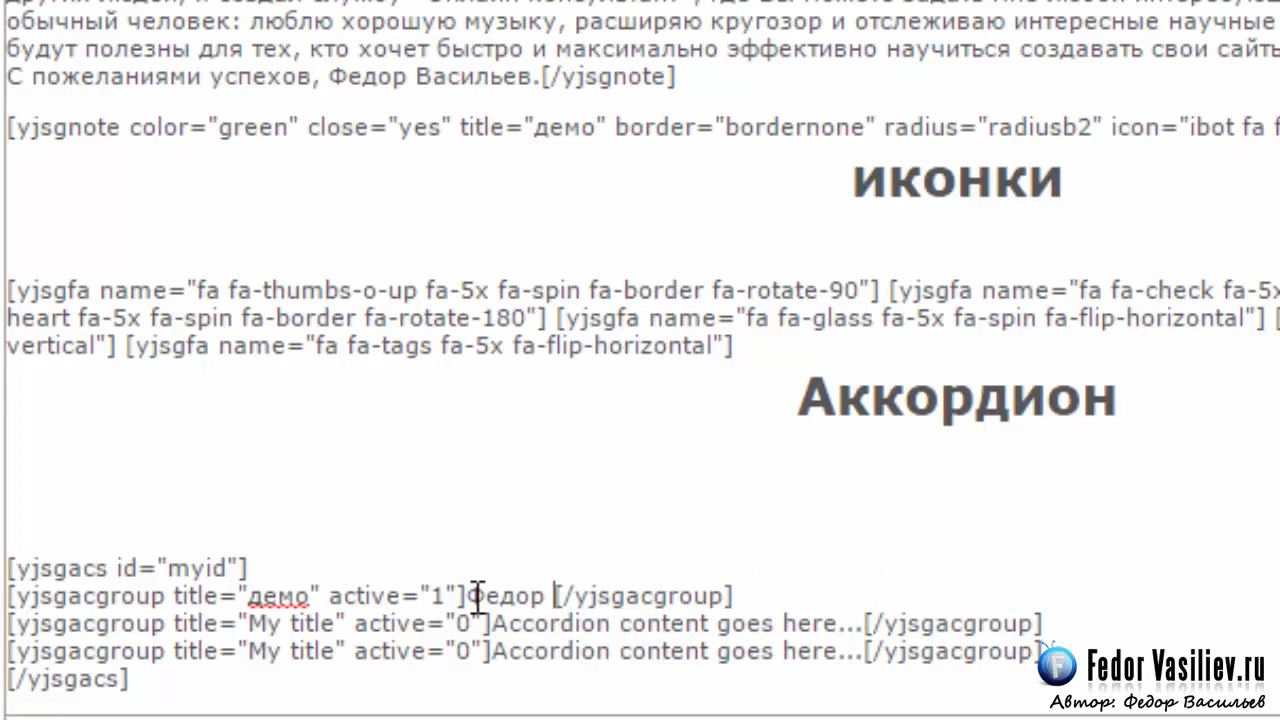 обычный человек: люблю хорошую музыку, расширяю кругозор и отслеживаю интересные научные
будут полезны для тех, кто хочет быстро и максимально эффективно научиться создавать свои сайты
С пожеланиями успехов, Федор Васильев.[/yjsgnote]
[yjsgnote color="green" close="yes" title="демо" border="bordernone" radius="radiusb2" icon="ibot fa f
иконки
[yjsgfa name="fa fa-thumbs-o-up fa-5x fa-spin fa-border fa-rotate-90"] [yjsgfa name="fa fa-check fa-5x
heart fa-5x fa-spin fa-border fa-rotate-180"] [yjsgfa name="fa fa-glass fa-5x fa-spin fa-flip-horizontal"] [
vertical"] [yjsgfa name="fa fa-tags fa-5x fa-flip-horizontal"]
Аккордион
[yjsgacs id="myid"]
[yjsgacgroup title="демо" active="1"]Федор [/yjsgacgroup]
[yjsgacgroup title="My title" active="0"]Accordion content goes here...[/yjsgacgroup]
[yjsgacgroup title="My title" active="0"]Accordion content goes here...[/yjsgacgroup]
[/yjsgacs]
Fedor Vasiliev.ru
Автор: Федор Васильев